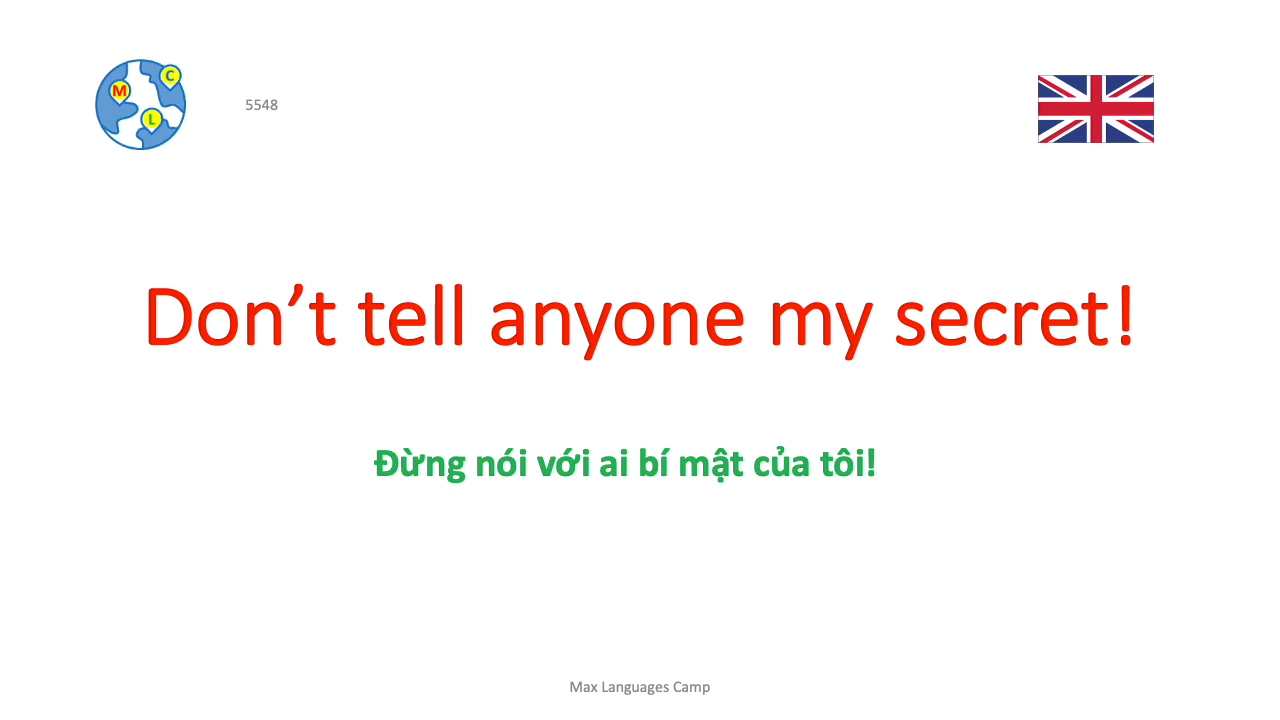 M
C
L
5548
Don’t tell anyone my secret!
Đừng nói với ai bí mật của tôi!
Max Languages Camp